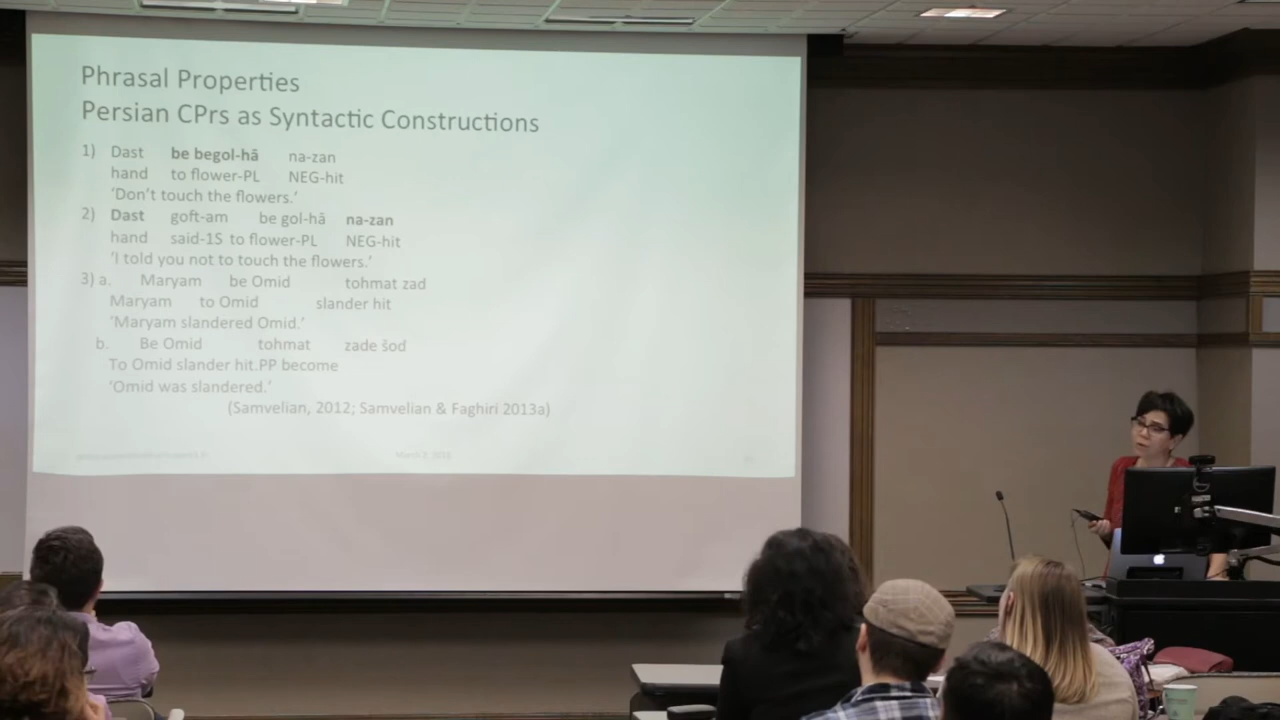 Phrasal Properties
Persian CPrs as Syntactic Constructions
1) Dast be begol-hā na-zan
hand to flower-PL NEG-hit
‘Don’t touch the flowers.’
2) Dast goft-am be gol-hā na-zan
hand said-1S to flower-PL NEG-hit
‘I told you not to touch the flowers.’
3) a. Maryam be Omid tohmat zad
Maryam to Omid slander hit
‘Maryam slandered Omid.’
b. Be Omid tohmat zade šod
To Omid slander hit.PP become
‘Omid was slandered.’
(Samvelian, 2012; Samvelian & Faghiri 2013a)